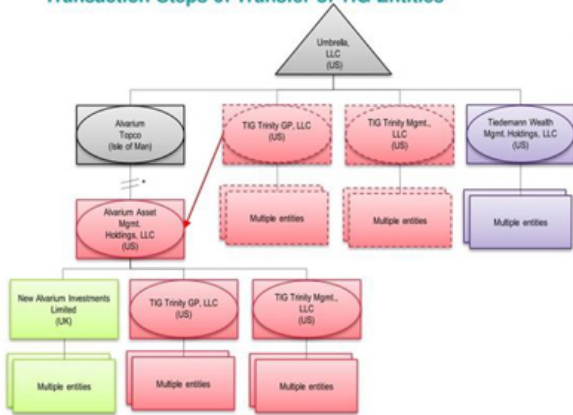 Transaction Steps of Transfer of TIG Entities
Umbrella,
LLC
(US)
Alvarium
Topco
(Isle of Man)
TIG Trinity GP, LLC
(US)
TIG Trinity Mgmt.,
LLC
(US)
Tiedemann Wealth
Mgmt. Holdings, LLC
(US)
Multiple entities
Multiple entities
Multiple entities
Alvarium Asset
Mgmt.
Holdings, LLC
(US)
New Alvarium Investments
Limited
(UK)
TIG Trinity GP, LLC
(US)
TIG Trinity Mgmt.,
LLC
(US)
Multiple entities
Multiple entities
Multiple entities